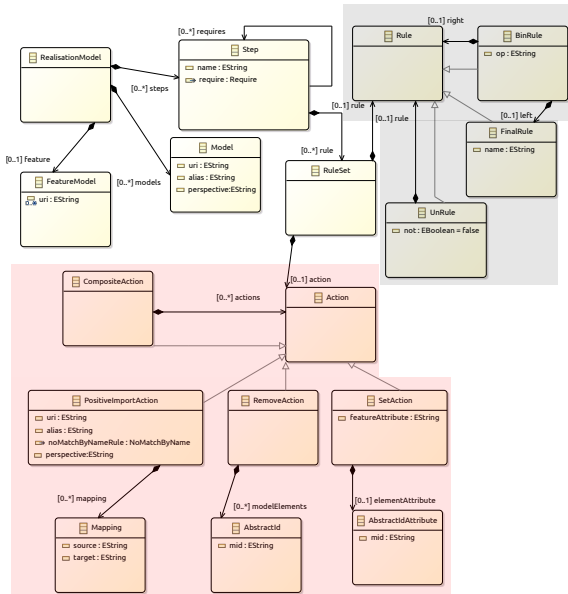 [0..*] requires
[0..1] right
Step
Rule
BinRule
RealisationModel
name : EString
require : Require
op : EString
[0..*] steps
[0..1] rule
[0..1] rule
[0..1] left
FinalRule
name : EString
Model
uri : EString
alias : EString
perspective:EString
[0..1] feature
[0..*] rule
FeatureModel
uri : EString
[0..*] models
RuleSet
UnRule
not : EBoolean = false
CompositeAction
[0..1] action
[0..*] actions
Action
PositiveImportAction
uri : EString
alias : EString
noMatchByNameRule : NoMatchByName
perspective:EString
RemoveAction
SetAction
featureAttribute : EString
[0..*] mapping
[0..*] modelElements
[0..1] elementAttribute
Mapping
source : EString
target : EString
AbstractId
mid : EString
AbstractIdAttribute
mid : EString